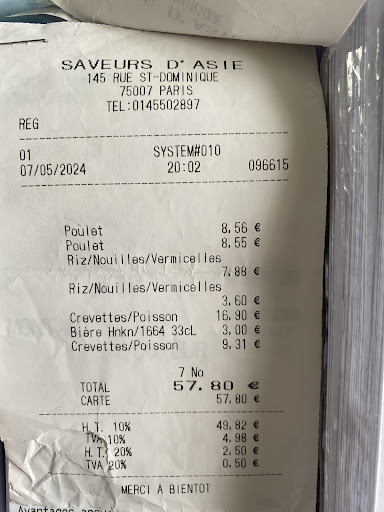 SAVEURS D'ASIE
145 RUE ST-DOMINIQUE
75007 PARIS
TEL:0145502897
REG
01 SYSTEM#010
07/05/2024 20:02 096615
Poulet 8,56 €
Poulet 8,55 €
Riz/Nouilles/Vermicelles
7,88 €
Riz/Nouilles/Vermicelles
3,60 €
Crevettes/Poisson 16,90 €
Bière Hnkn/1664 33cL 3,00 €
Crevettes/Poisson 9,31 €
7 No
TOTAL 57.80 €
CARTE 57,80 €
H.T. 10% 49,82 €
TVA 10% 4,98 €
H.T. 20% 2,50 €
TVA 20% 0,50 €
MERCI A BIENTOT
Avantages